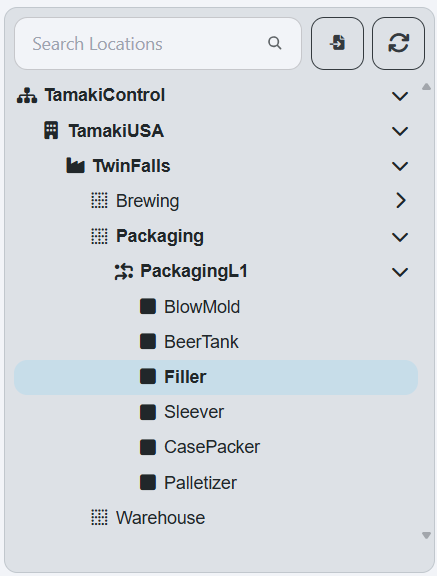 Search Locations
TamakiControl
TamakiUSA
TwinFalls
Brewing
Packaging
PackagingL1
BlowMold
BeerTank
Filler
Sleever
CasePacker
Palletizer
Warehouse